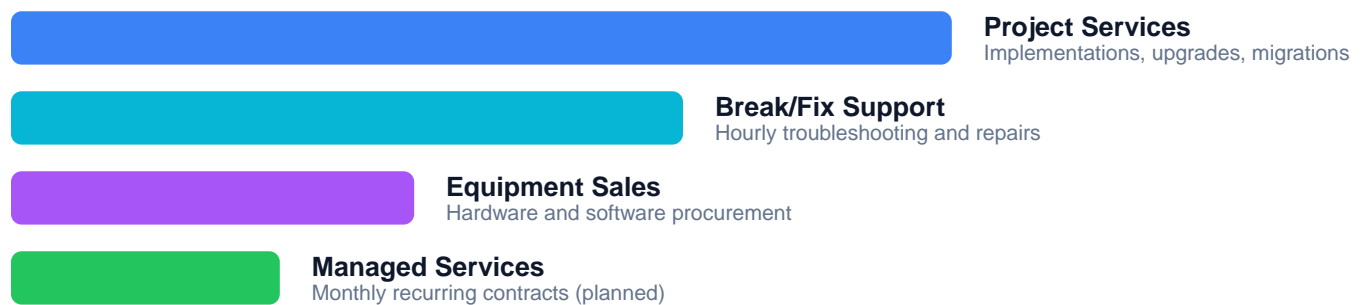 Project Services
Implementations, upgrades, migrations
Break/Fix Support
Hourly troubleshooting and repairs
Equipment Sales
Hardware and software procurement
Managed Services
Monthly recurring contracts (planned)